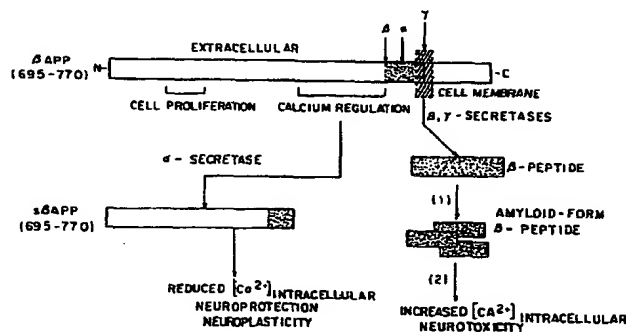 β α γ
EXTRACELLULAR
βAPP N- -C
(695-770)
CELL PROLIFERATION CALCIUM REGULATION CELL MEMBRANE
β, γ - SECRETASES
α - SECRETASE
β-PEPTIDE
(1)
sβAPP
(695-770)
AMYLOID-FORM
β-PEPTIDE
(2)
REDUCED [Ca2+] INTRACELLULAR
NEUROPROTECTION
NEUROPLASTICITY
INCREASED [CA2+] INTRACELLULAR
NEUROTOXICITY